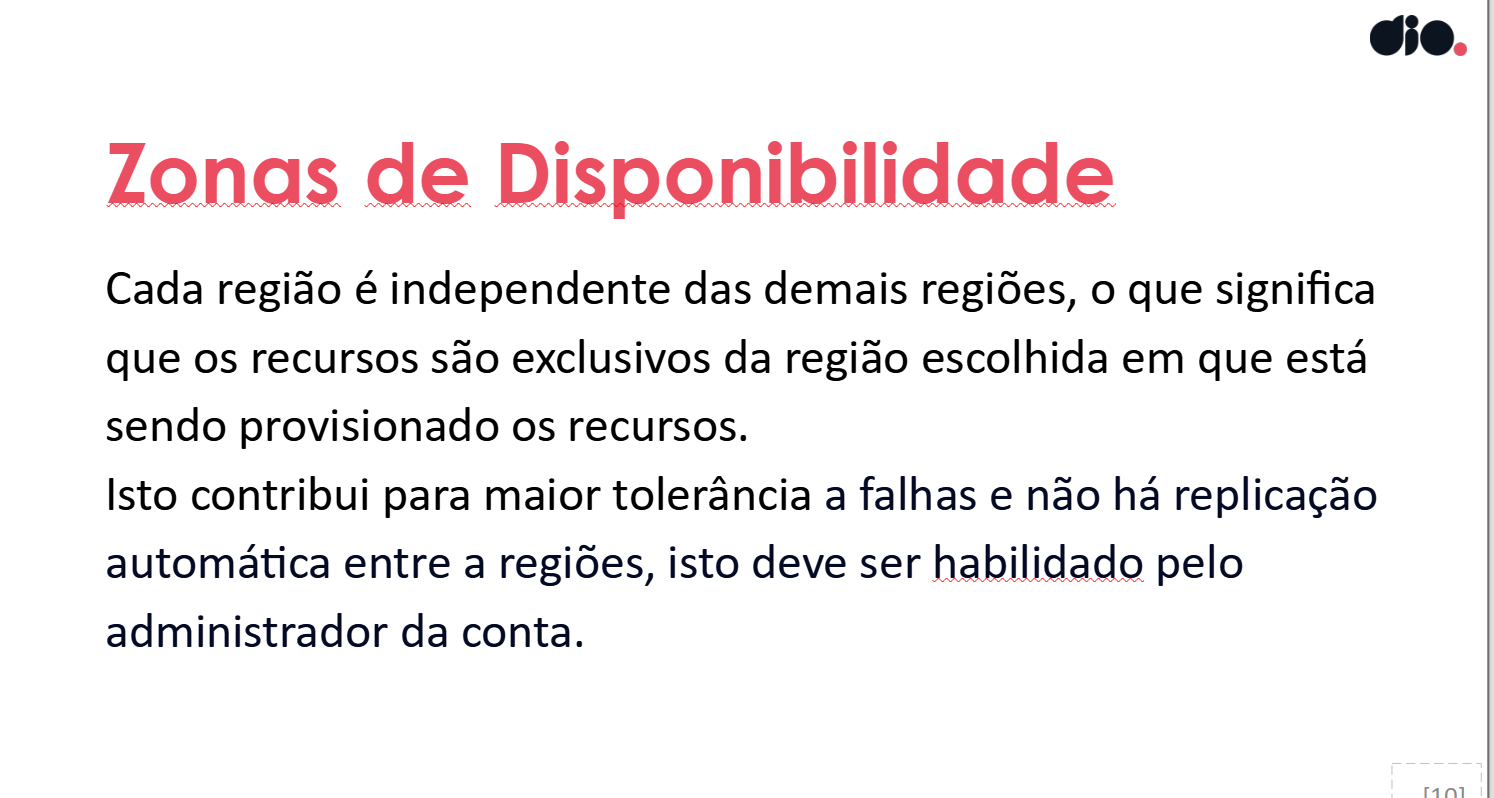 dio.
Zonas de Disponibilidade
Cada região é independente das demais regiões, o que significa
que os recursos são exclusivos da região escolhida em que está
sendo provisionado os recursos.
Isto contribui para maior tolerância a falhas e não há replicação
automática entre a regiões, isto deve ser habilidado pelo
administrador da conta.
[10]